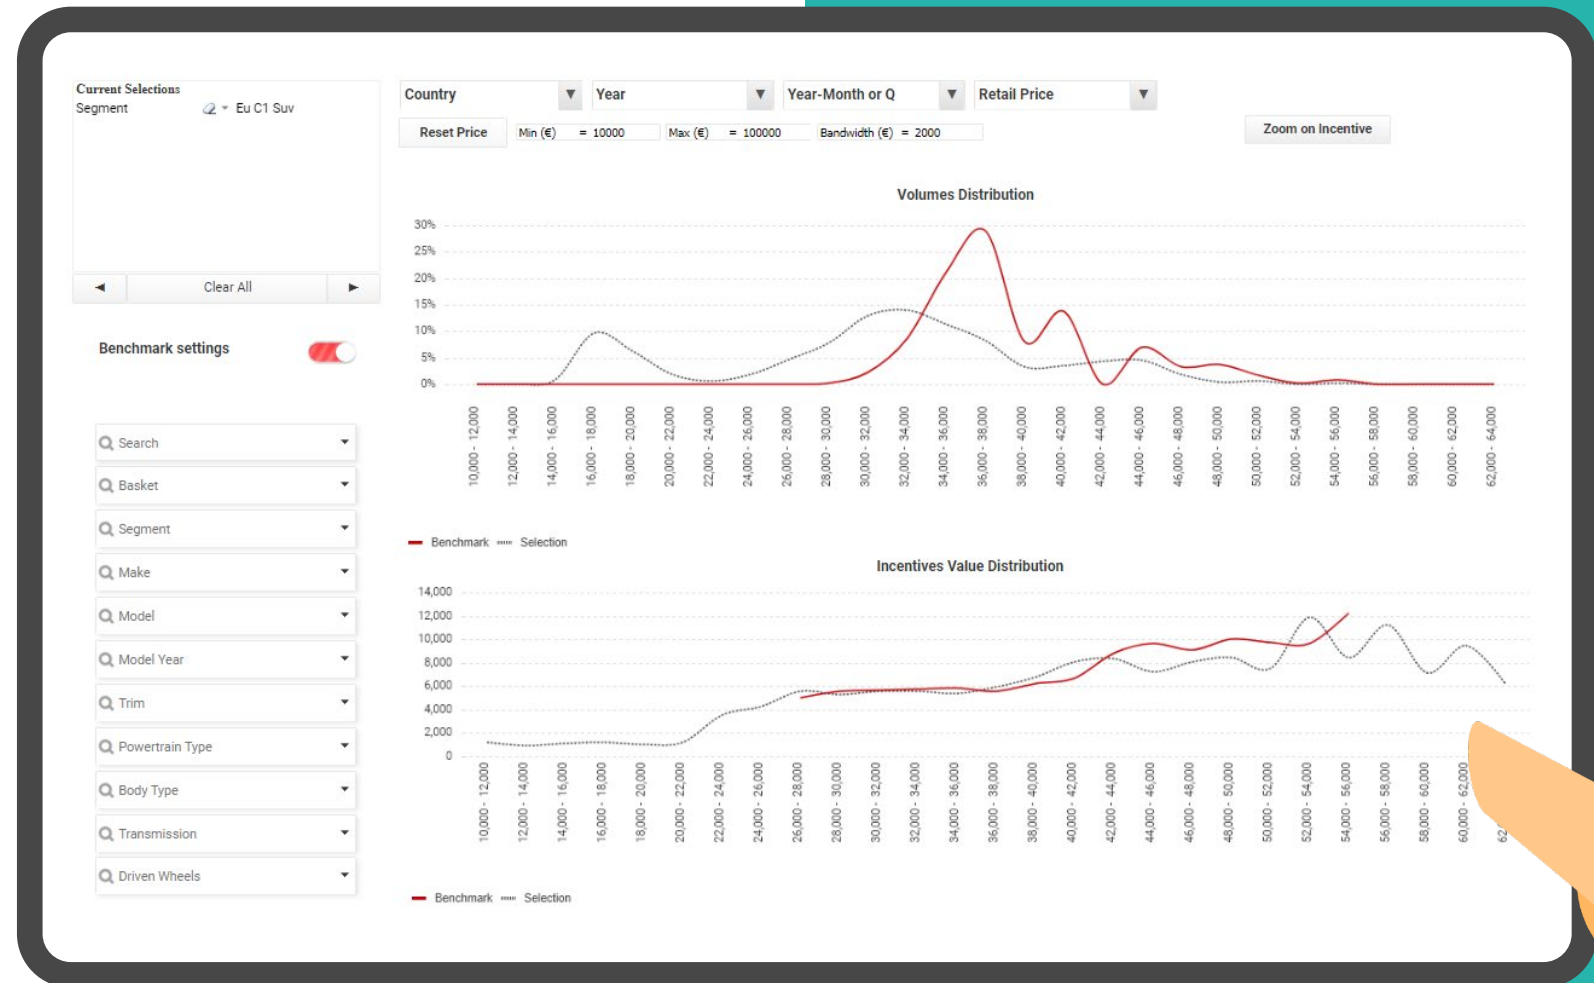 Current Selections
Segment Eu C1 Suv
Clear All
Benchmark settings
Search
Basket
Segment
Make
Model
Model Year
Trim
Powertrain Type
Body Type
Transmission
Driven Wheels
Country Year Year-Month or Q Retail Price
Reset Price Min (€) = 10000 Max (€) = 100000 Bandwidth (€) = 2000 Zoom on Incentive
Volumes Distribution
30%
25%
20%
15%
10%
5%
0%
10,000 - 12,000
12,000 - 14,000
14,000 - 16,000
16,000 - 18,000
18,000 - 20,000
20,000 - 22,000
22,000 - 24,000
24,000 - 26,000
26,000 - 28,000
28,000 - 30,000
30,000 - 32,000
32,000 - 34,000
34,000 - 36,000
36,000 - 38,000
38,000 - 40,000
40,000 - 42,000
42,000 - 44,000
44,000 - 46,000
46,000 - 48,000
48,000 - 50,000
50,000 - 52,000
52,000 - 54,000
54,000 - 56,000
56,000 - 58,000
58,000 - 60,000
60,000 - 62,000
62,000 - 64,000
Benchmark Selection
Incentives Value Distribution
14,000
12,000
10,000
8,000
6,000
4,000
2,000
0
10,000 - 12,000
12,000 - 14,000
14,000 - 16,000
16,000 - 18,000
18,000 - 20,000
20,000 - 22,000
22,000 - 24,000
24,000 - 26,000
26,000 - 28,000
28,000 - 30,000
30,000 - 32,000
32,000 - 34,000
34,000 - 36,000
36,000 - 38,000
38,000 - 40,000
40,000 - 42,000
42,000 - 44,000
44,000 - 46,000
46,000 - 48,000
48,000 - 50,000
50,000 - 52,000
52,000 - 54,000
54,000 - 56,000
56,000 - 58,000
58,000 - 60,000
60,000 - 62,000
Benchmark Selection